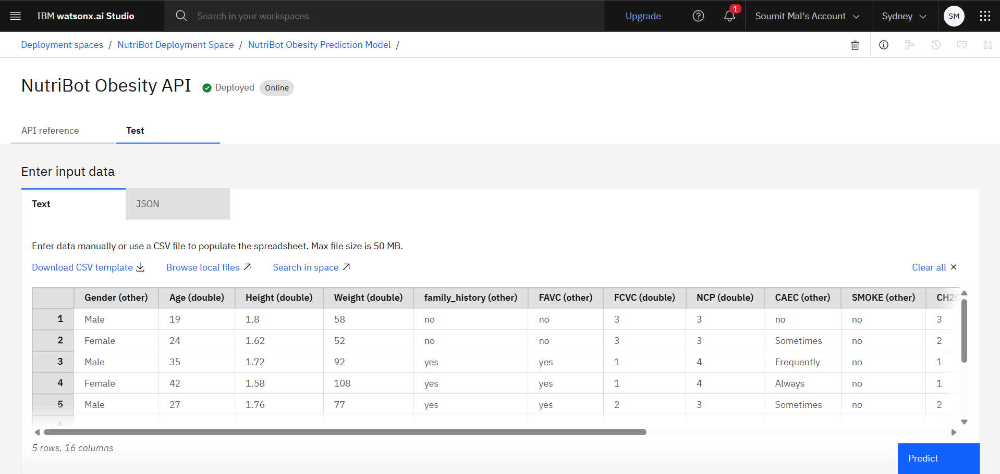 IBM watsonx.ai Studio
Search in your workspaces
Upgrade
1
Soumit Mal's Account
Sydney
SM
Deployment spaces / NutriBot Deployment Space / NutriBot Obesity Prediction Model /
NutriBot Obesity API
Deployed
Online
API reference
Test
Enter input data
Text
JSON
Enter data manually or use a CSV file to populate the spreadsheet. Max file size is 50 MB.
Download CSV template
Browse local files
Search in space
Clear all
Gender (other) Age (double) Height (double) Weight (double) family_history (other) FAVC (other) FCVC (double) NCP (double) CAEC (other) SMOKE (other)
1 Male 19 1.8 58 no no 3 3 no no 3
2 Female 24 1.62 52 no no 3 3 Sometimes no 2
3 Male 35 1.72 92 yes yes 1 4 Frequently no 1
4 Female 42 1.58 108 yes yes 1 4 Always no 1
5 Male 27 1.76 77 yes yes 2 3 Sometimes no 2
6
5 rows, 16 columns
Predict